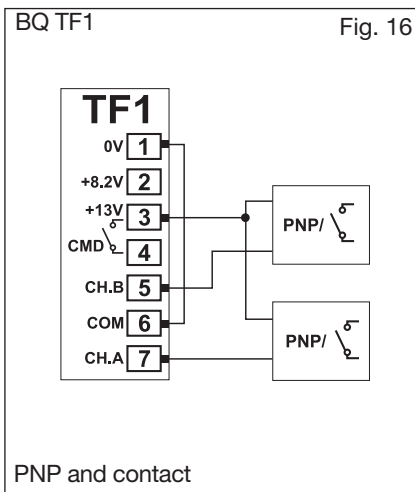 BQ TF1
Fig. 16
TF1
0V 1
+8.2V 2
+13V 3
CMD 4
CH.B 5
COM 6
CH.A 7
PNP/
PNP/
PNP and contact